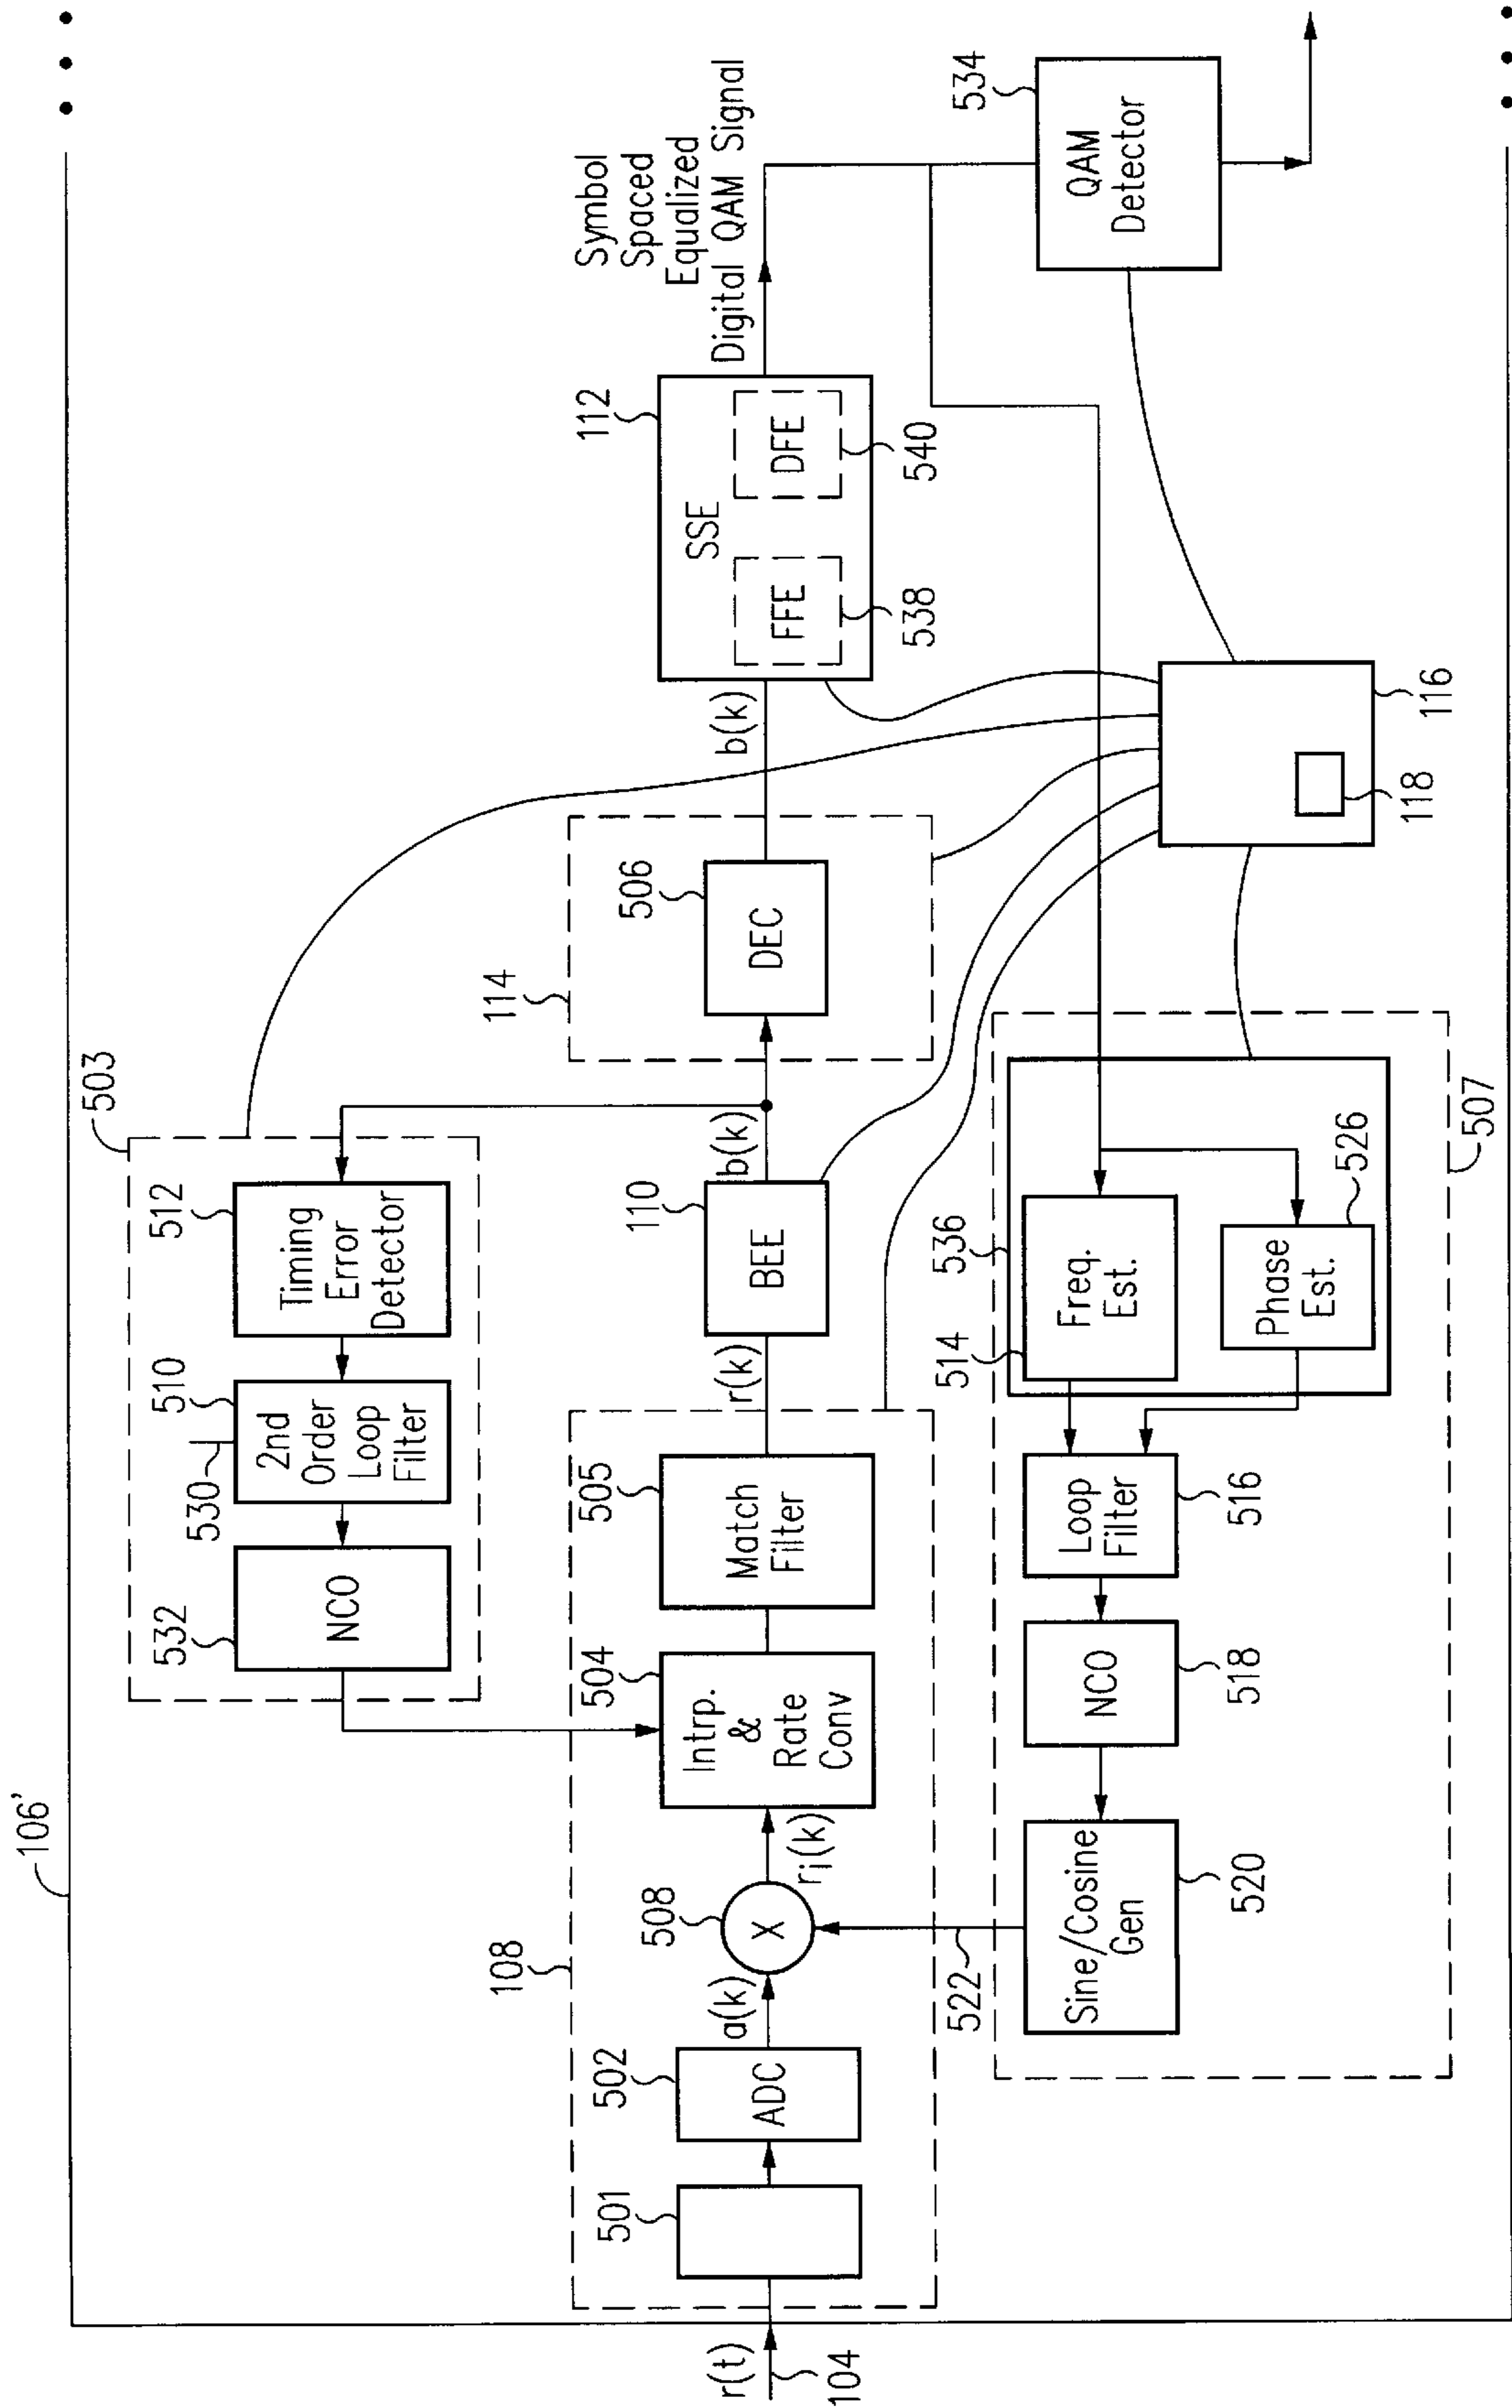 106'
503
532
NCO
530
510
2nd
Order
Loop
Filter
512
Timing
Error
Detector
r(t)
104
108
501
502
ADC
a(k)
508
X
ri(k)
504
Intrp.
&
Rate
Conv
505
Match
Filter
r(k)
110
BEE
b(k)
114
506
DEC
b(k)
112
SSE
FFE
538
DFE
540
Symbol
Spaced
Equalized
Digital QAM Signal
534
QAM
Detector
522
Sine/Cosine
Gen
520
NCO
518
Loop
Filter
516
514
536
Freq.
Est.
Phase
Est.
526
507
118
116